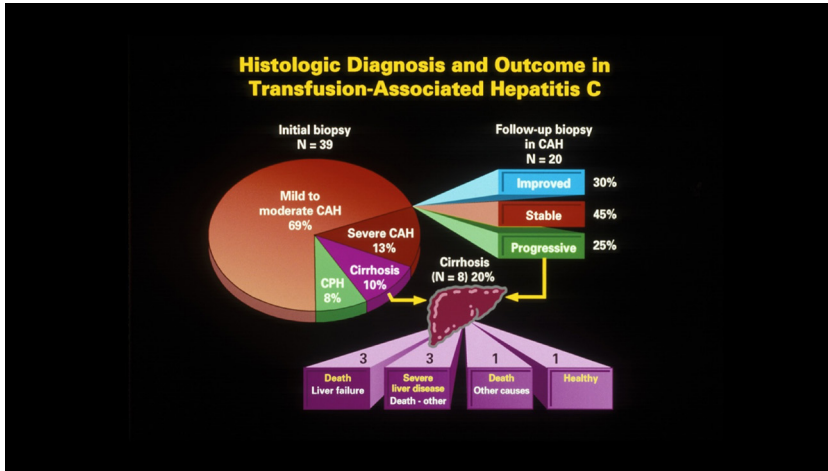 Histologic Diagnosis and Outcome in
Transfusion-Associated Hepatitis C
Initial biopsy
N = 39
Follow-up biopsy
in CAH
N = 20
Mild to
moderate CAH
69%
Severe CAH
13%
Cirrhosis
10%
CPH
8%
Improved 30%
Stable 45%
Progressive 25%
Cirrhosis
(N = 8) 20%
3
Death
Liver failure
3
Severe
liver disease
Death - other
1
Death
Other causes
1
Healthy